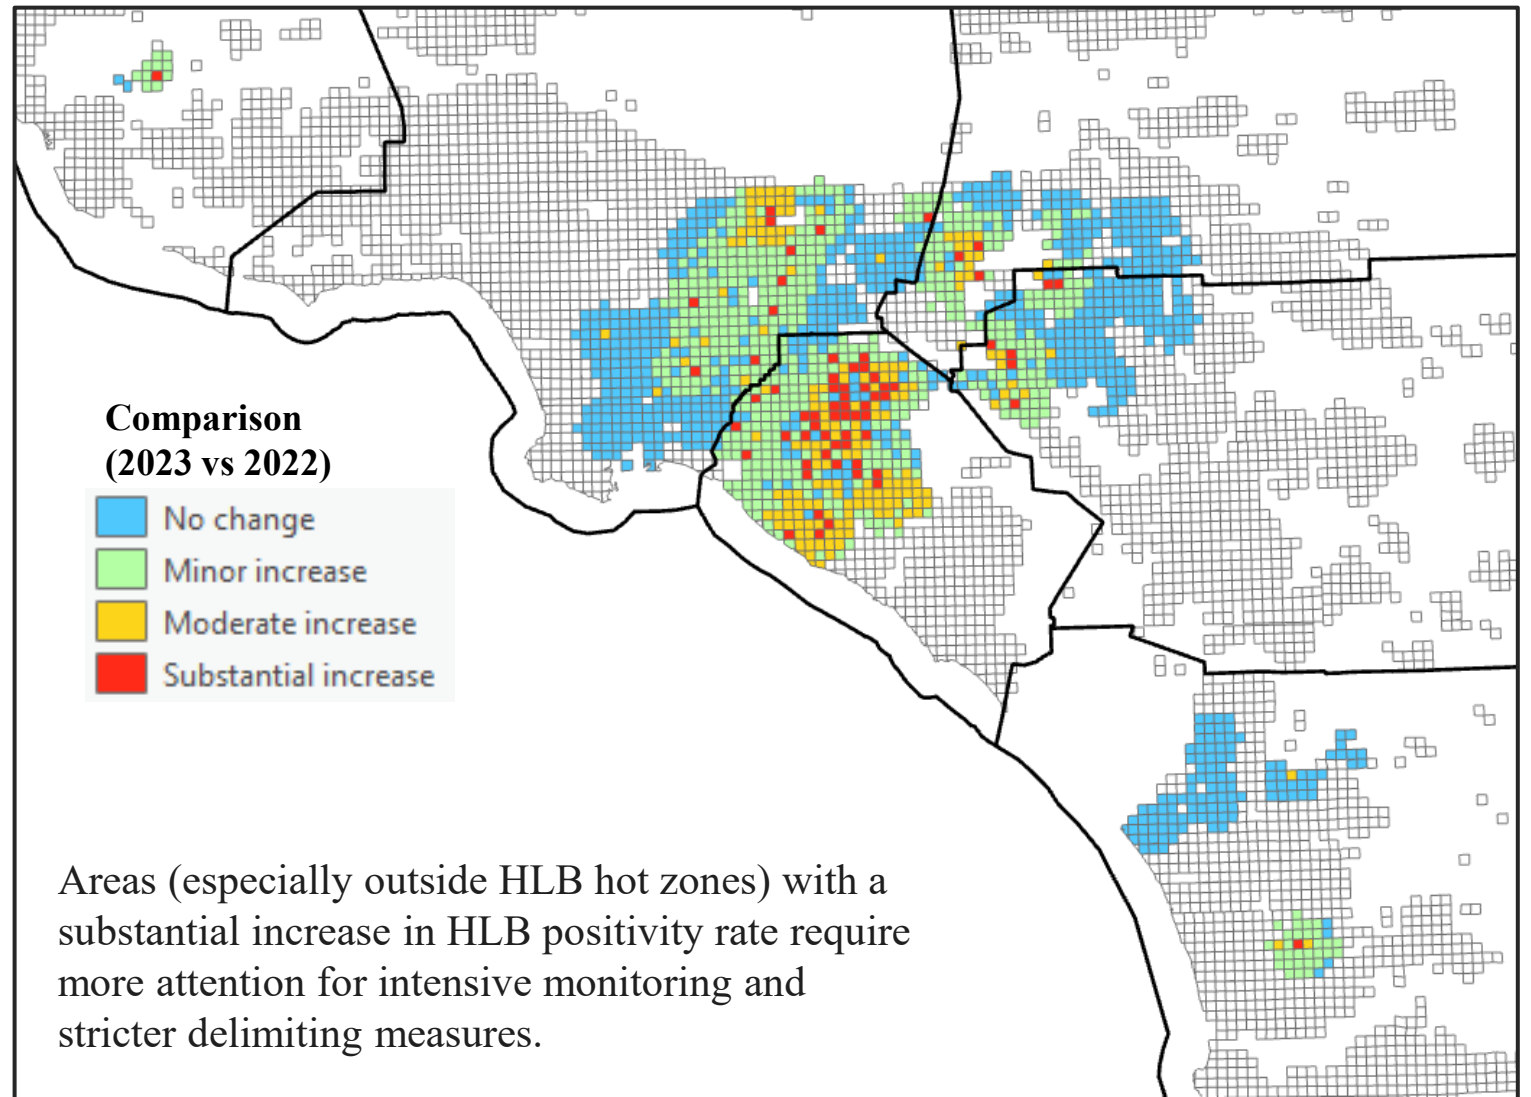 Comparison
(2023 vs 2022)
No change
Minor increase
Moderate increase
Substantial increase
Areas (especially outside HLB hot zones) with a
substantial increase in HLB positivity rate require
more attention for intensive monitoring and
stricter delimiting measures.